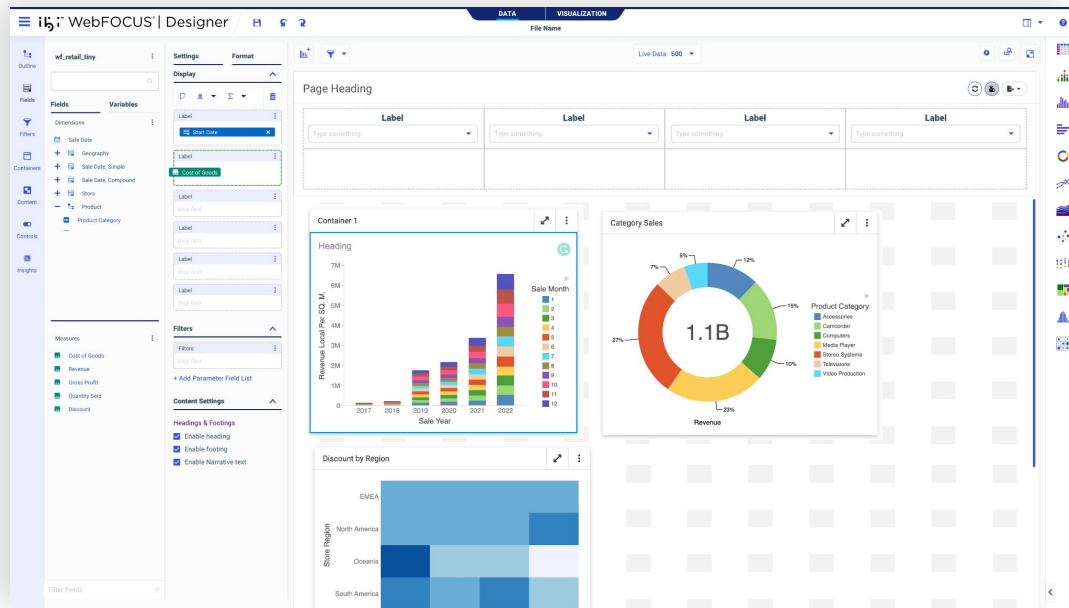 ibi WebFOCUS® | Designer
DATA
VISUALIZATION
File Name
Outline
Fields
Filters
Containers
Content
Controls
Insights
wf_retail_tiny
Fields
Variables
Dimensions
Sale Date
Geography
Sale Date, Simple
Sale Date, Compound
Store
Product
Product Category
Measures
Cost of Goods
Revenue
Gross Profit
Quantity Sold
Discount
Filter Fields
Settings
Format
Display
Label
Start Date
Label
Cost of Goods
Label
Drop field
Label
Drop field
Label
Drop field
Label
Drop field
Filters
Filters
Drop field
+ Add Parameter Field List
Content Settings
Headings & Footings
Enable heading
Enable footing
Enable Narrative text
Live Data: 500
Page Heading
Label
Type something
Label
Type something
Label
Type something
Label
Type something
Container 1
Heading
7M
6M
5M
4M
3M
2M
1M
0
Revenue Local Per SQ. M.
2017 2018 2019 2020 2021 2022
Sale Year
Sale Month
1
2
3
4
5
6
7
8
9
10
11
12
Category Sales
5%
12%
7%
15%
27%
10%
23%
1.1B
Revenue
Product Category
Accessories
Camcorder
Computers
Media Player
Stereo Systems
Televisions
Video Production
Discount by Region
Store Region
EMEA
North America
Oceania
South America